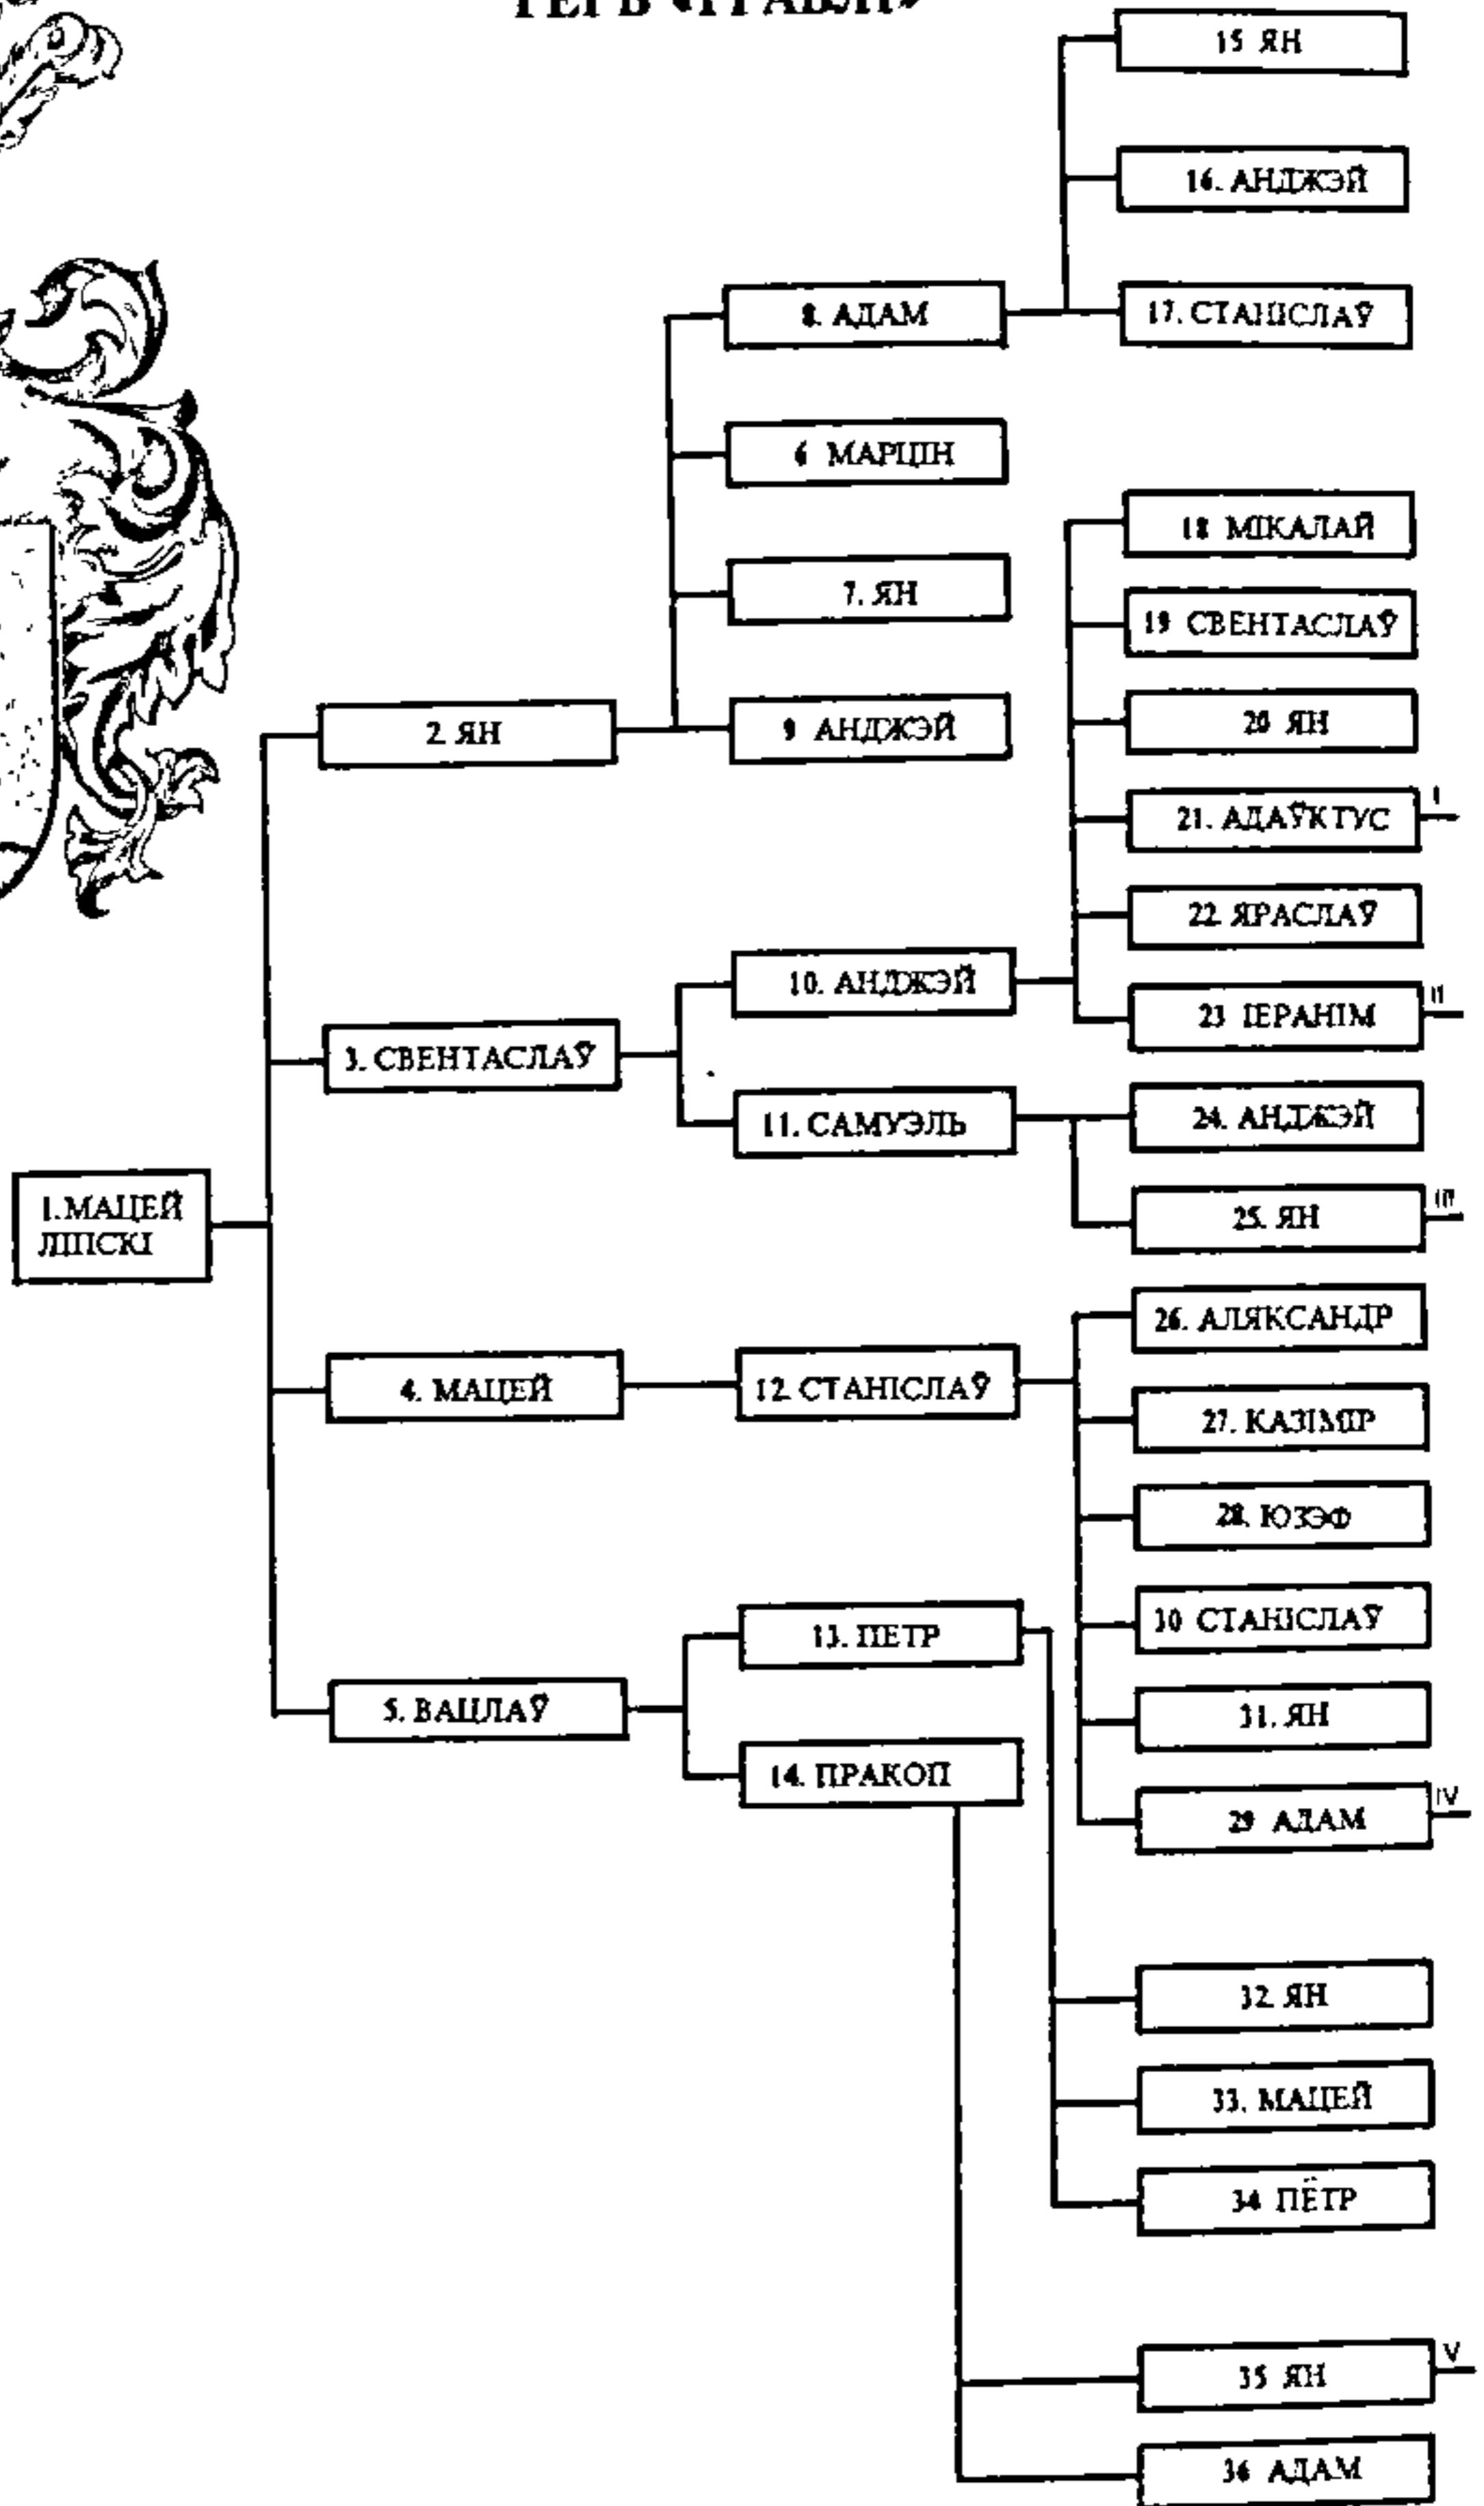 15 ЯН
16. АНДЖЭЙ
8. АДАМ
17. СТАНІСЛАЎ
6 МАРЦІН
18 МІКАЛАЙ
7. ЯН
19 СВЕНТАСЛАЎ
2. ЯН
9 АНДЖЭЙ
20 ЯН
21. АДАЎКТУС
I
22. ЯРАСЛАЎ
10. АНДЖЭЙ
23 ІЕРАНІМ
II
3. СВЕНТАСЛАЎ
11. САМУЭЛЬ
24. АНДЖЭЙ
1. МАЦЕЙ
ЛІПСКІ
25. ЯН
III
26. АЛЯКСАНДР
4. МАЦЕЙ
12. СТАНІСЛАЎ
27. КАЗІМІР
28. ЮЗЭФ
13. ПЕТР
30 СТАНІСЛАЎ
5. ВАЦЛАЎ
31. ЯН
14. ПРАКОП
29 АДАМ
IV
32. ЯН
33. МАЦЕЙ
34 ПЁТР
35 ЯН
V
36 АДАМ